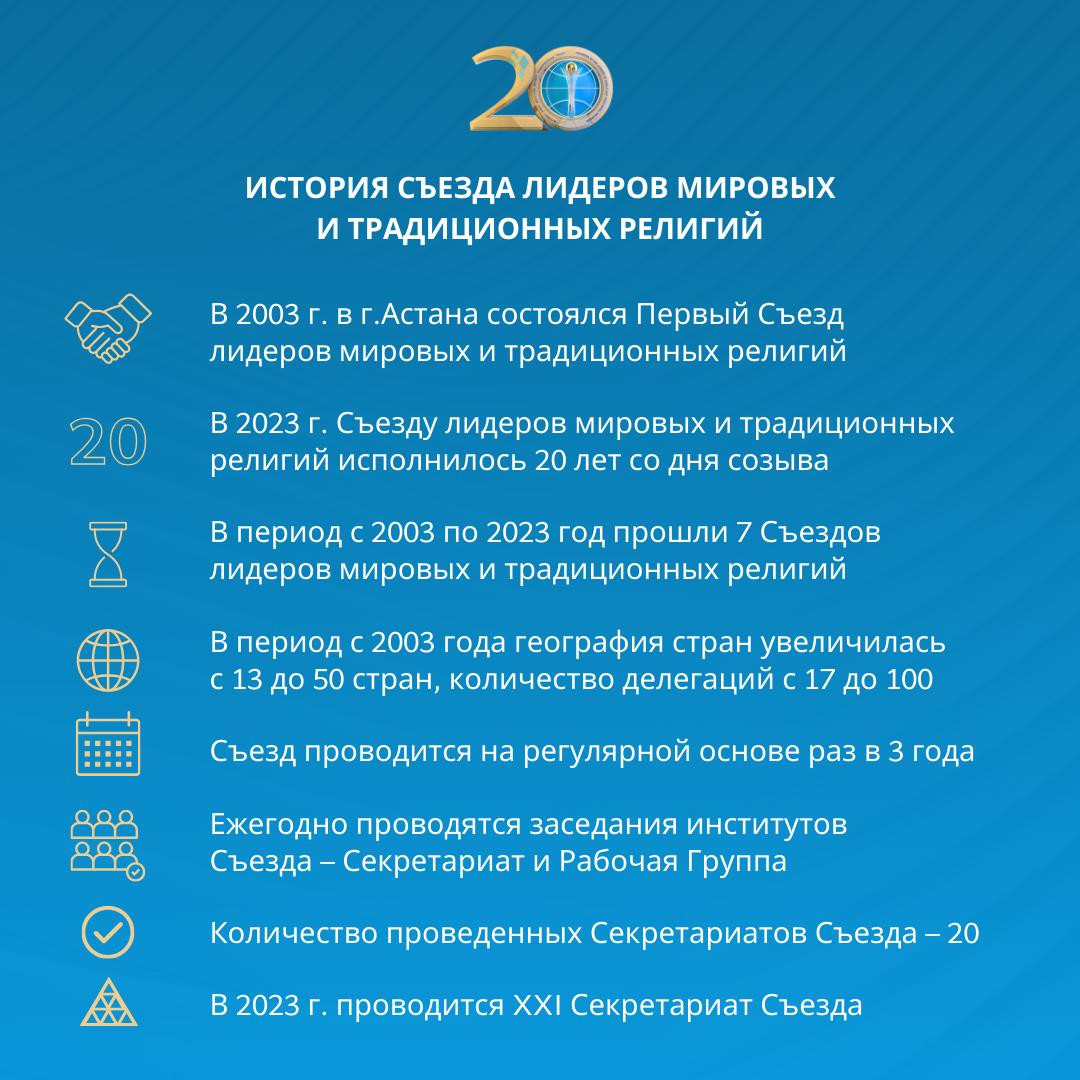 20
ИСТОРИЯ СЪЕЗДА ЛИДЕРОВ МИРОВЫХ
И ТРАДИЦИОННЫХ РЕЛИГИЙ
В 2003 г. в г.Астана состоялся Первый Съезд
лидеров мировых и традиционных религий
20
В 2023 г. Съезду лидеров мировых и традиционных
религий исполнилось 20 лет со дня созыва
В период с 2003 по 2023 год прошли 7 Съездов
лидеров мировых и традиционных религий
В период с 2003 года география стран увеличилась
с 13 до 50 стран, количество делегаций с 17 до 100
Съезд проводится на регулярной основе раз в 3 года
Ежегодно проводятся заседания институтов
Съезда – Секретариат и Рабочая Группа
Количество проведенных Секретариатов Съезда – 20
В 2023 г. проводится XXI Секретариат Съезда